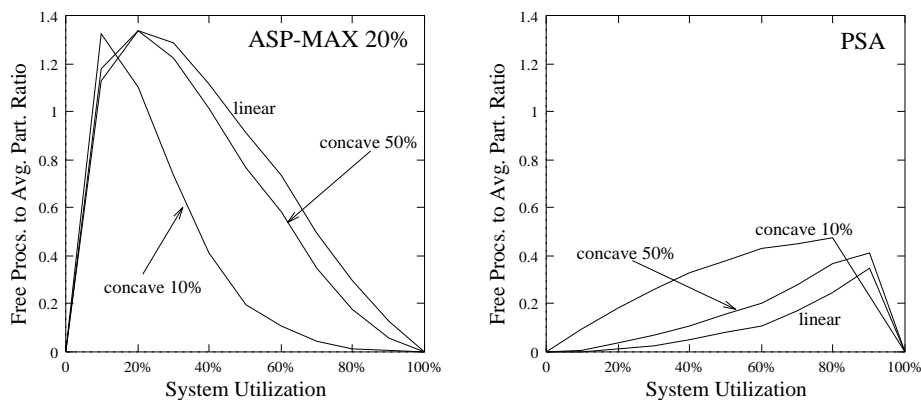 ASP-MAX 20%
Free Procs. to Avg. Part. Ratio
1.4
1.2
1
0.8
0.6
0.4
0.2
0
linear
concave 50%
concave 10%
0 20% 40% 60% 80% 100%
System Utilization
PSA
Free Procs. to Avg. Part. Ratio
1.4
1.2
1
0.8
0.6
0.4
0.2
0
concave 10%
concave 50%
linear
0 20% 40% 60% 80% 100%
System Utilization